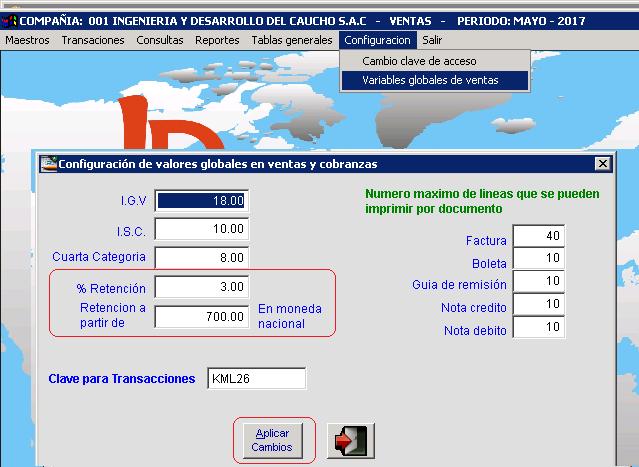 COMPAÑIA: 001 INGENIERIA Y DESARROLLO DEL CAUCHO S.A.C - VENTAS - PERIODO: MAYO - 2017
Maestros Transacciones Consultas Reportes Tablas generales Configuracion Salir
Cambio clave de acceso
Variables globales de ventas
Configuración de valores globales en ventas y cobranzas
I.G.V 18.00
I.S.C. 10.00
Cuarta Categoria 8.00
% Retención 3.00
Retencion a
partir de 700.00 En moneda
nacional
Numero maximo de lineas que se pueden
imprimir por documento
Factura 40
Boleta 10
Guia de remisión 10
Nota credito 10
Nota debito 10
Clave para Transacciones KML26
Aplicar
Cambios